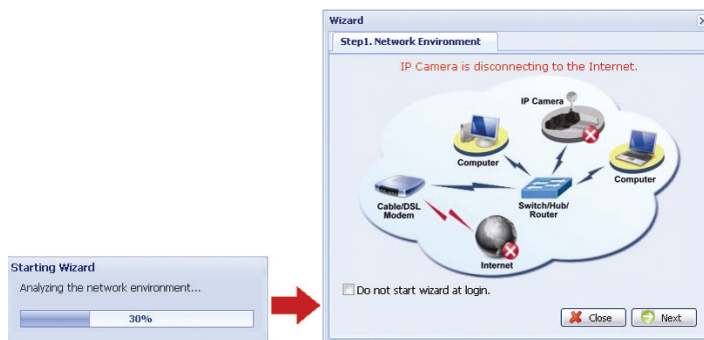 Starting Wizard
Analyzing the network environment...
30%
Wizard
Step1. Network Environment
IP Camera is disconnecting to the Internet.
IP Camera
Computer
Computer
Cable/DSL
Modem
Switch/Hub/
Router
Internet
Do not start wizard at login.
Close
Next